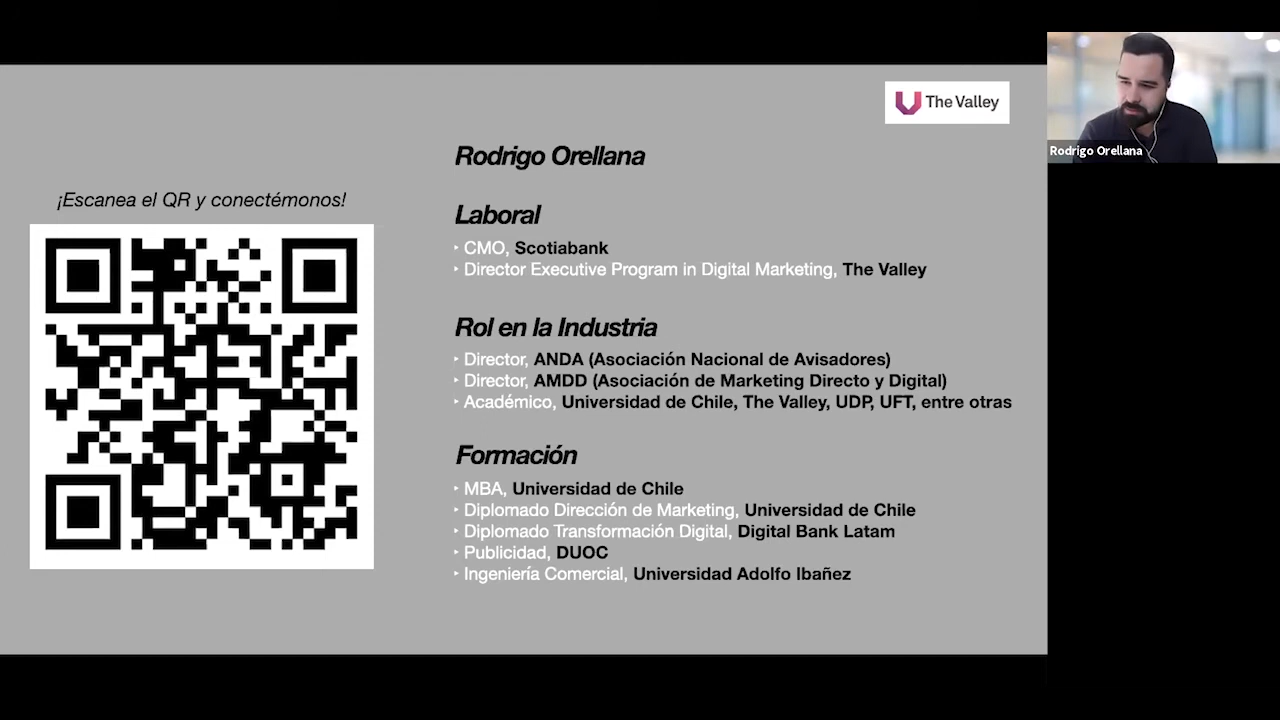 The Valley
Rodrigo Orellana
¡Escanea el QR y conectémonos!
Laboral
‣ CMO, Scotiabank
‣ Director Executive Program in Digital Marketing, The Valley
Rol en la Industria
‣ Director, ANDA (Asociación Nacional de Avisadores)
‣ Director, AMDD (Asociación de Marketing Directo y Digital)
‣ Académico, Universidad de Chile, The Valley, UDP, UFT, entre otras
Formación
‣ MBA, Universidad de Chile
‣ Diplomado Dirección de Marketing, Universidad de Chile
‣ Diplomado Transformación Digital, Digital Bank Latam
‣ Publicidad, DUOC
‣ Ingeniería Comercial, Universidad Adolfo Ibañez
Rodrigo Orellana